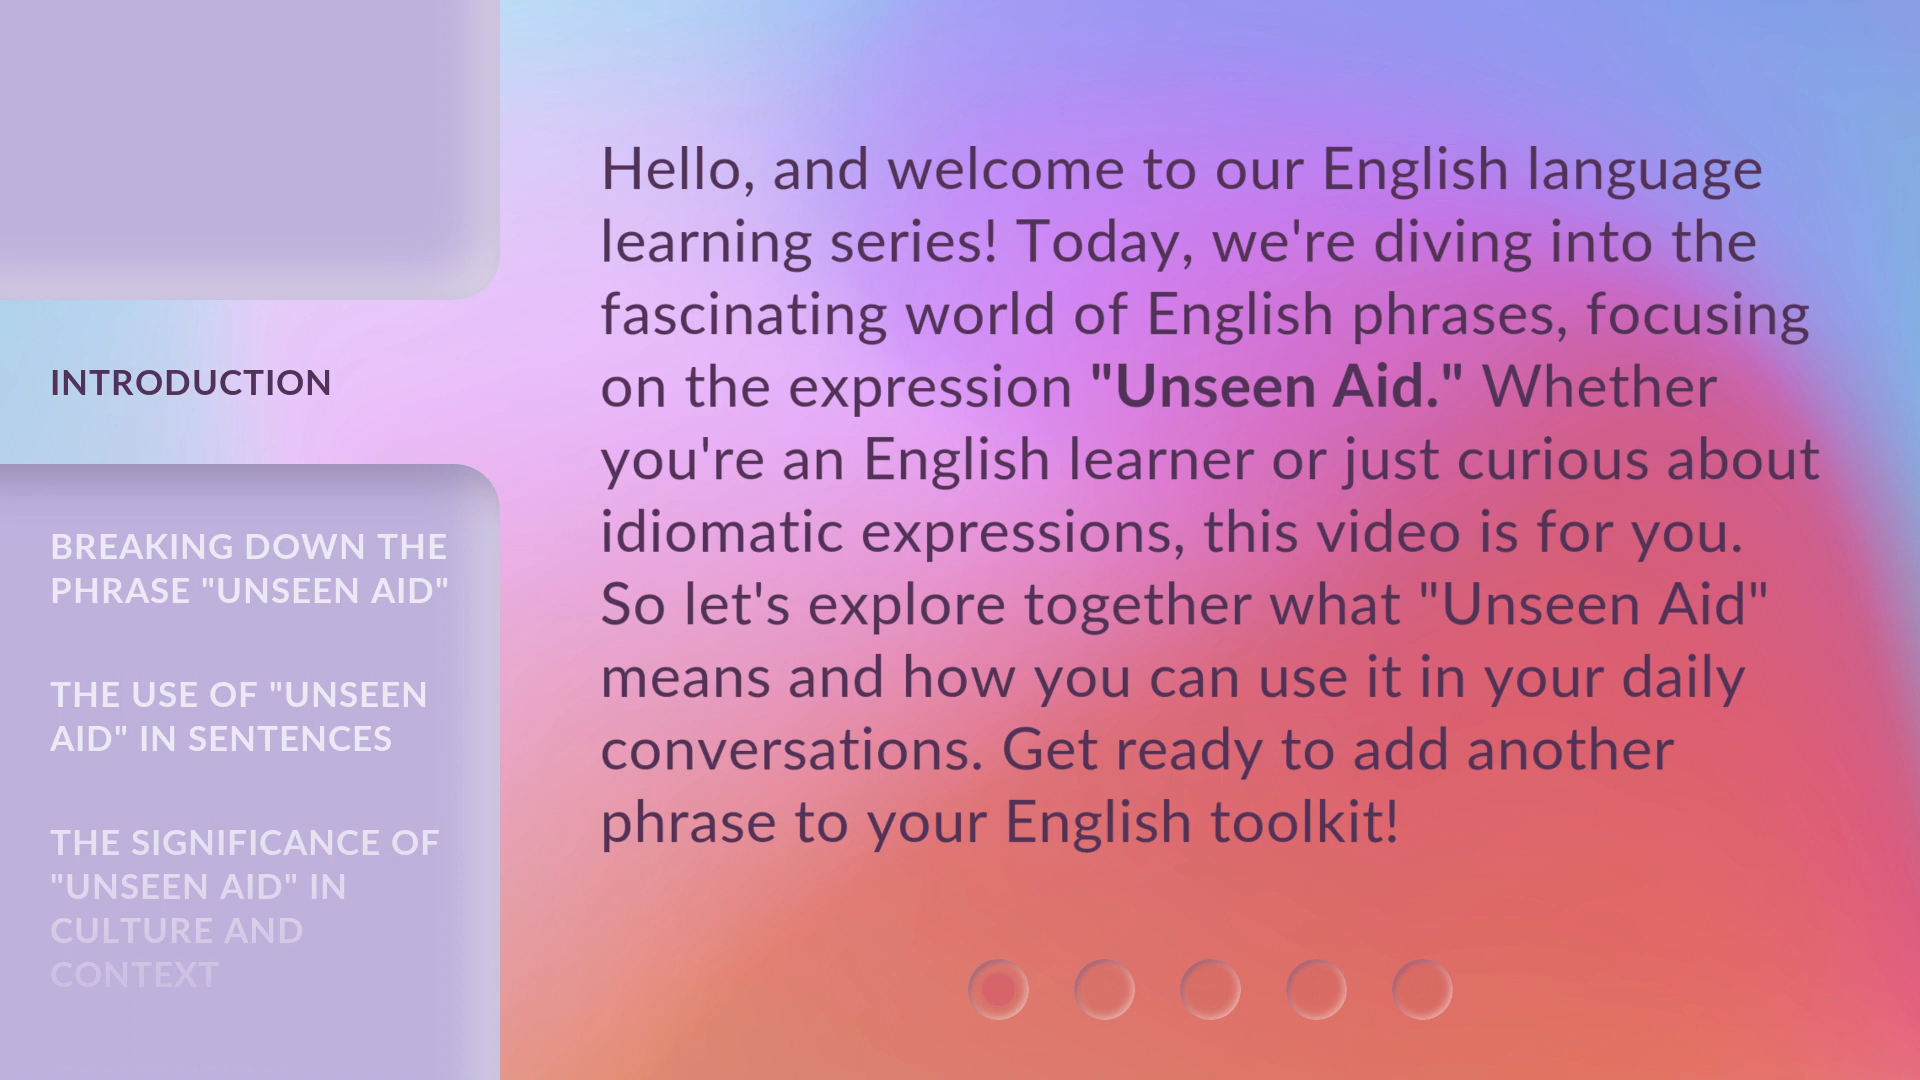 INTRODUCTION
BREAKING DOWN THE
PHRASE "UNSEEN AID"
THE USE OF "UNSEEN
AID" IN SENTENCES
THE SIGNIFICANCE OF
"UNSEEN AID" IN
CULTURE AND
CONTEXT
Hello, and welcome to our English language
learning series! Today, we're diving into the
fascinating world of English phrases, focusing
on the expression "Unseen Aid." Whether
you're an English learner or just curious about
idiomatic expressions, this video is for you.
So let's explore together what "Unseen Aid"
means and how you can use it in your daily
conversations. Get ready to add another
phrase to your English toolkit!